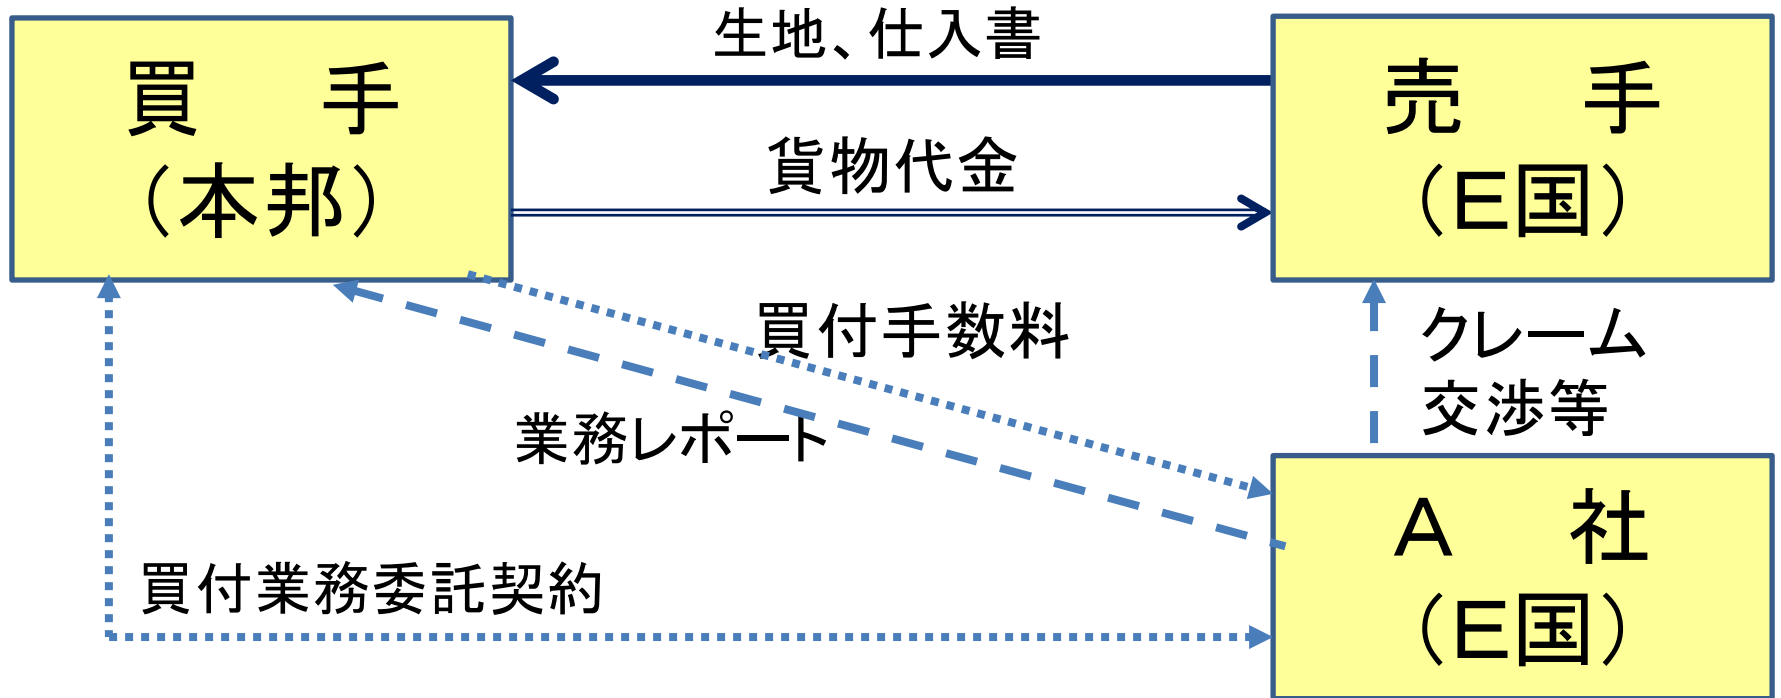 生地、仕入書
買　手
（本邦）
売　手
（E国）
貨物代金
買付手数料
クレーム
交渉等
業務レポート
A　社
（E国）
買付業務委託契約